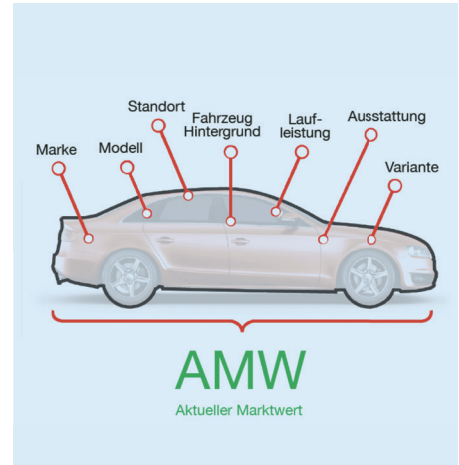 Standort
Fahrzeug
Hintergrund
Lauf-
leistung
Ausstattung
Marke
Modell
Variante
AMW
Aktueller Marktwert